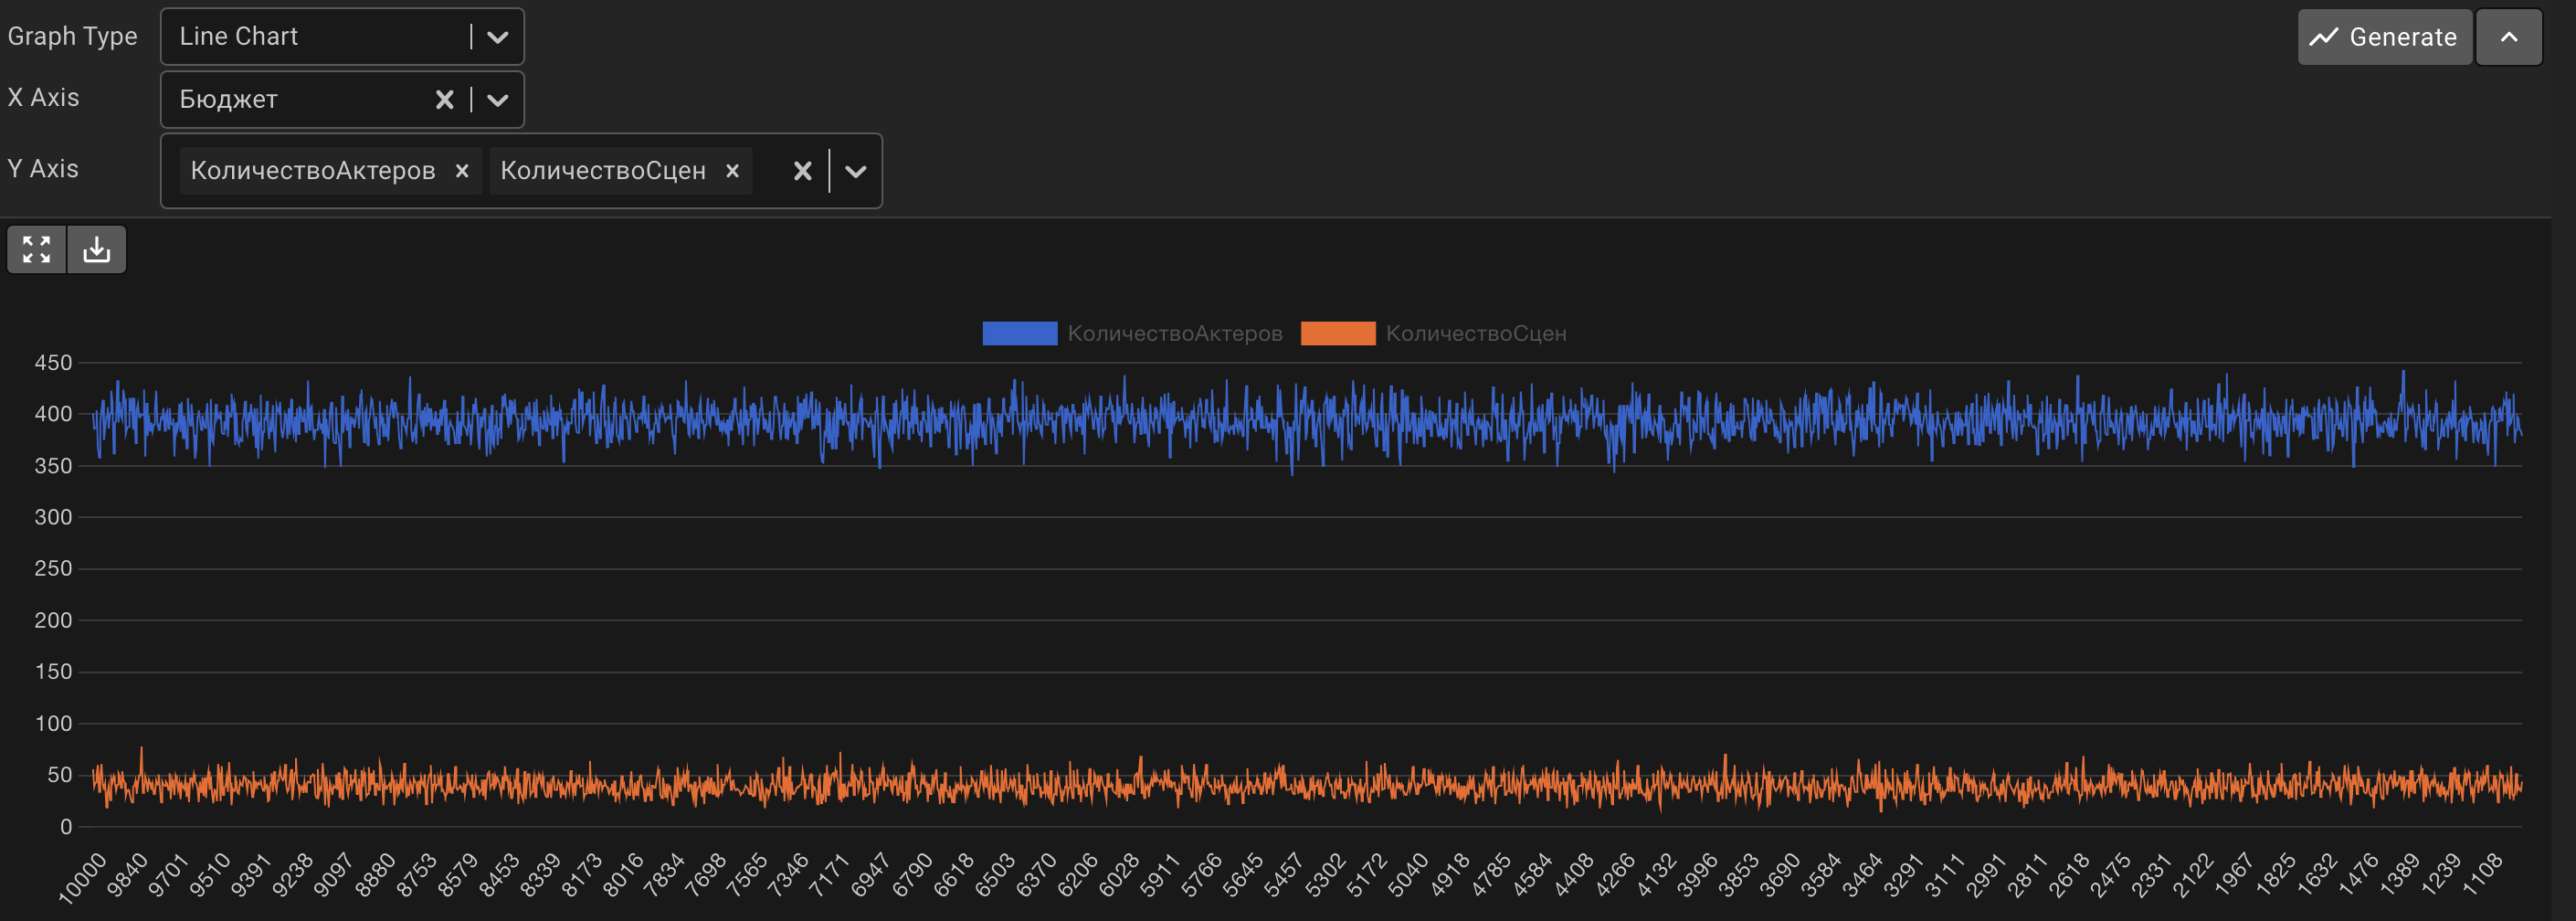 Graph Type Line Chart Generate
X Axis Бюджет
Y Axis КоличествоАктеров КоличествоСцен
КоличествоАктеров КоличествоСцен
450
400
350
300
250
200
150
100
50
0
10000 9840 9701 9510 9391 9238 9097 8880 8753 8579 8453 8339 8173 8016 7834 7698 7565 7346 7171 6947 6790 6618 6503 6370 6206 6028 5911 5766 5645 5457 5302 5172 5040 4918 4785 4584 4408 4266 4132 3996 3853 3690 3584 3464 3291 3111 2991 2811 2618 2475 2331 2122 1967 1825 1632 1476 1389 1239 1108